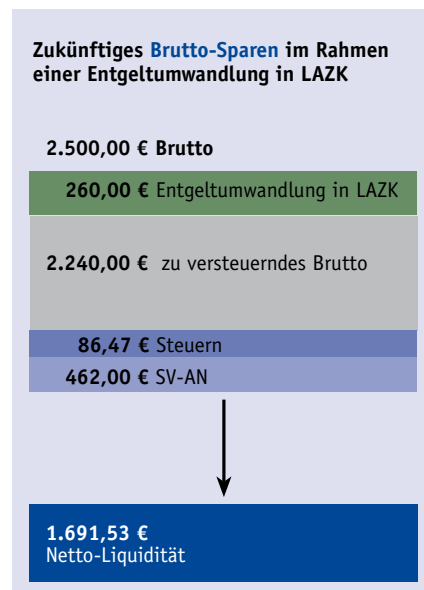 Zukünftiges Brutto-Sparen im Rahmen
einer Entgeltumwandlung in LAZK
2.500,00 € Brutto
260,00 € Entgeltumwandlung in LAZK
2.240,00 € zu versteuerndes Brutto
86,47 € Steuern
462,00 € SV-AN
1.691,53 €
Netto-Liquidität